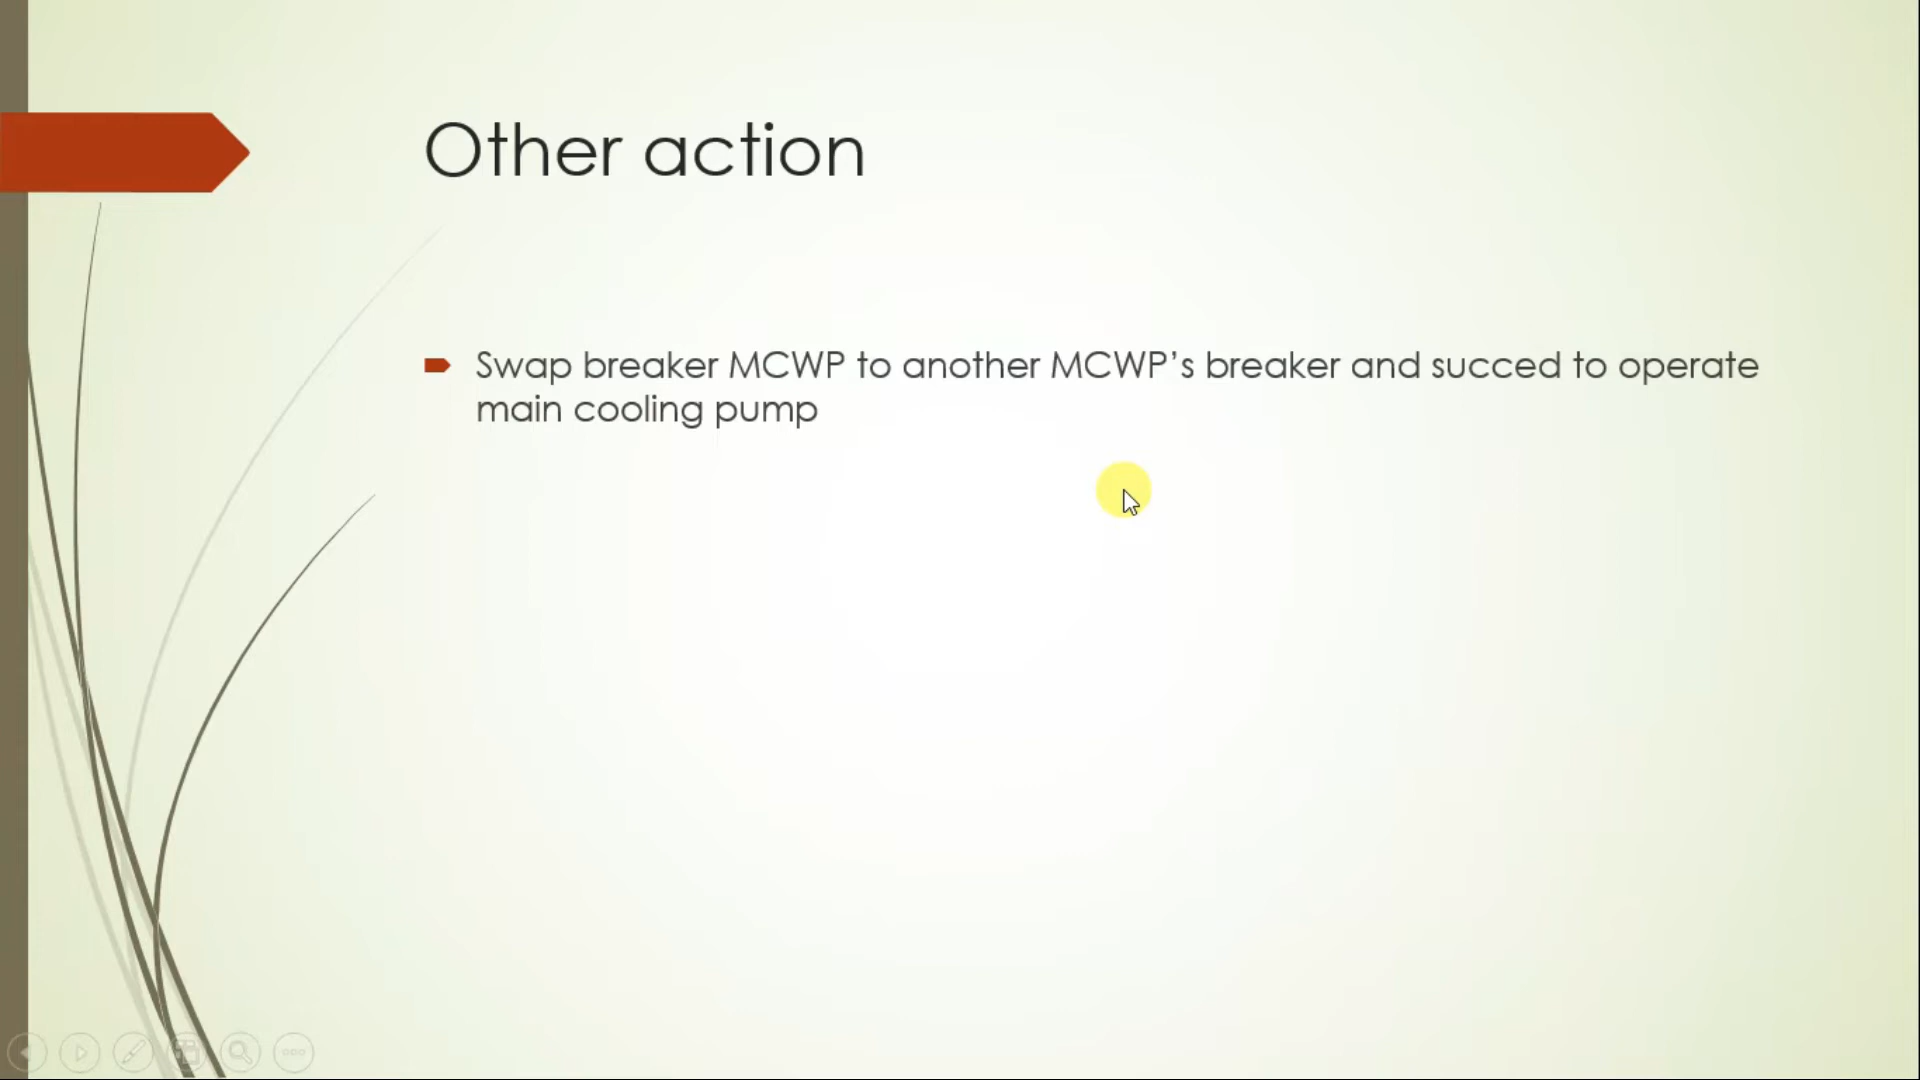 Other action
Swap breaker MCWP to another MCWP’s breaker and succed to operate
main cooling pump